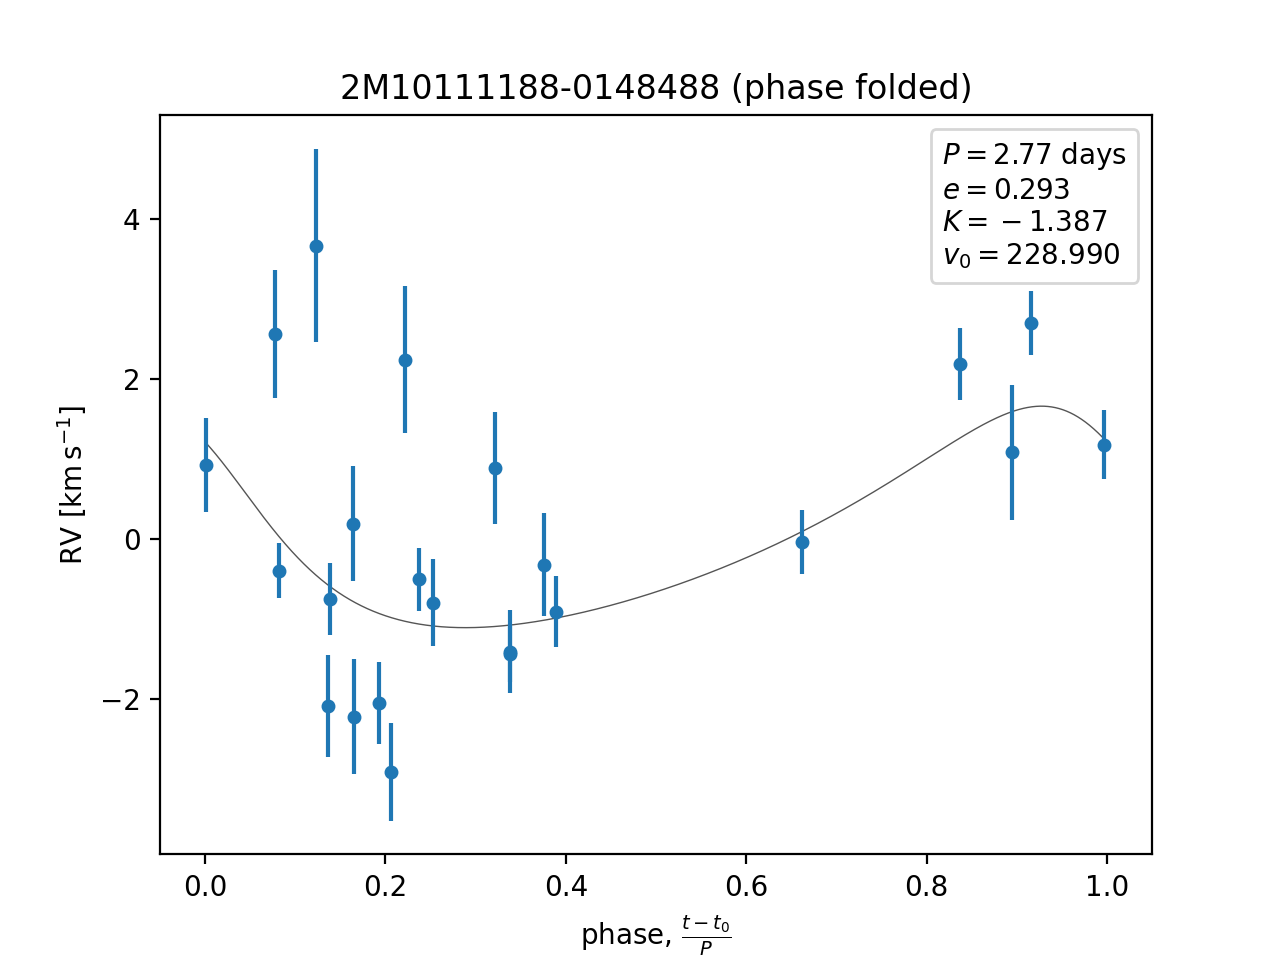 2M10111188-0148488 (phase folded)
P = 2.77 days
e = 0.293
K = −1.387
v₀ = 228.990
4
2
0
−2
RV [km s⁻¹]
0.0 0.2 0.4 0.6 0.8 1.0
phase, (t − t₀)/P